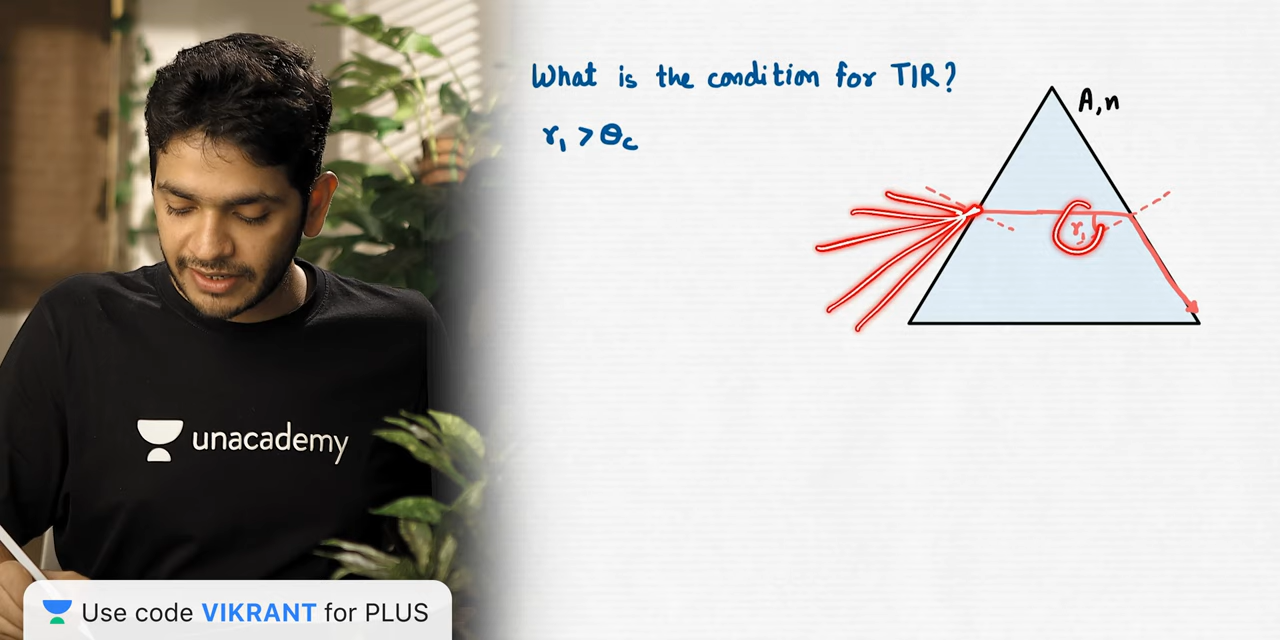 What is the condition for TIR?
A,n
r₁ > θc
r₁
unacademy
Use code VIKRANT for PLUS